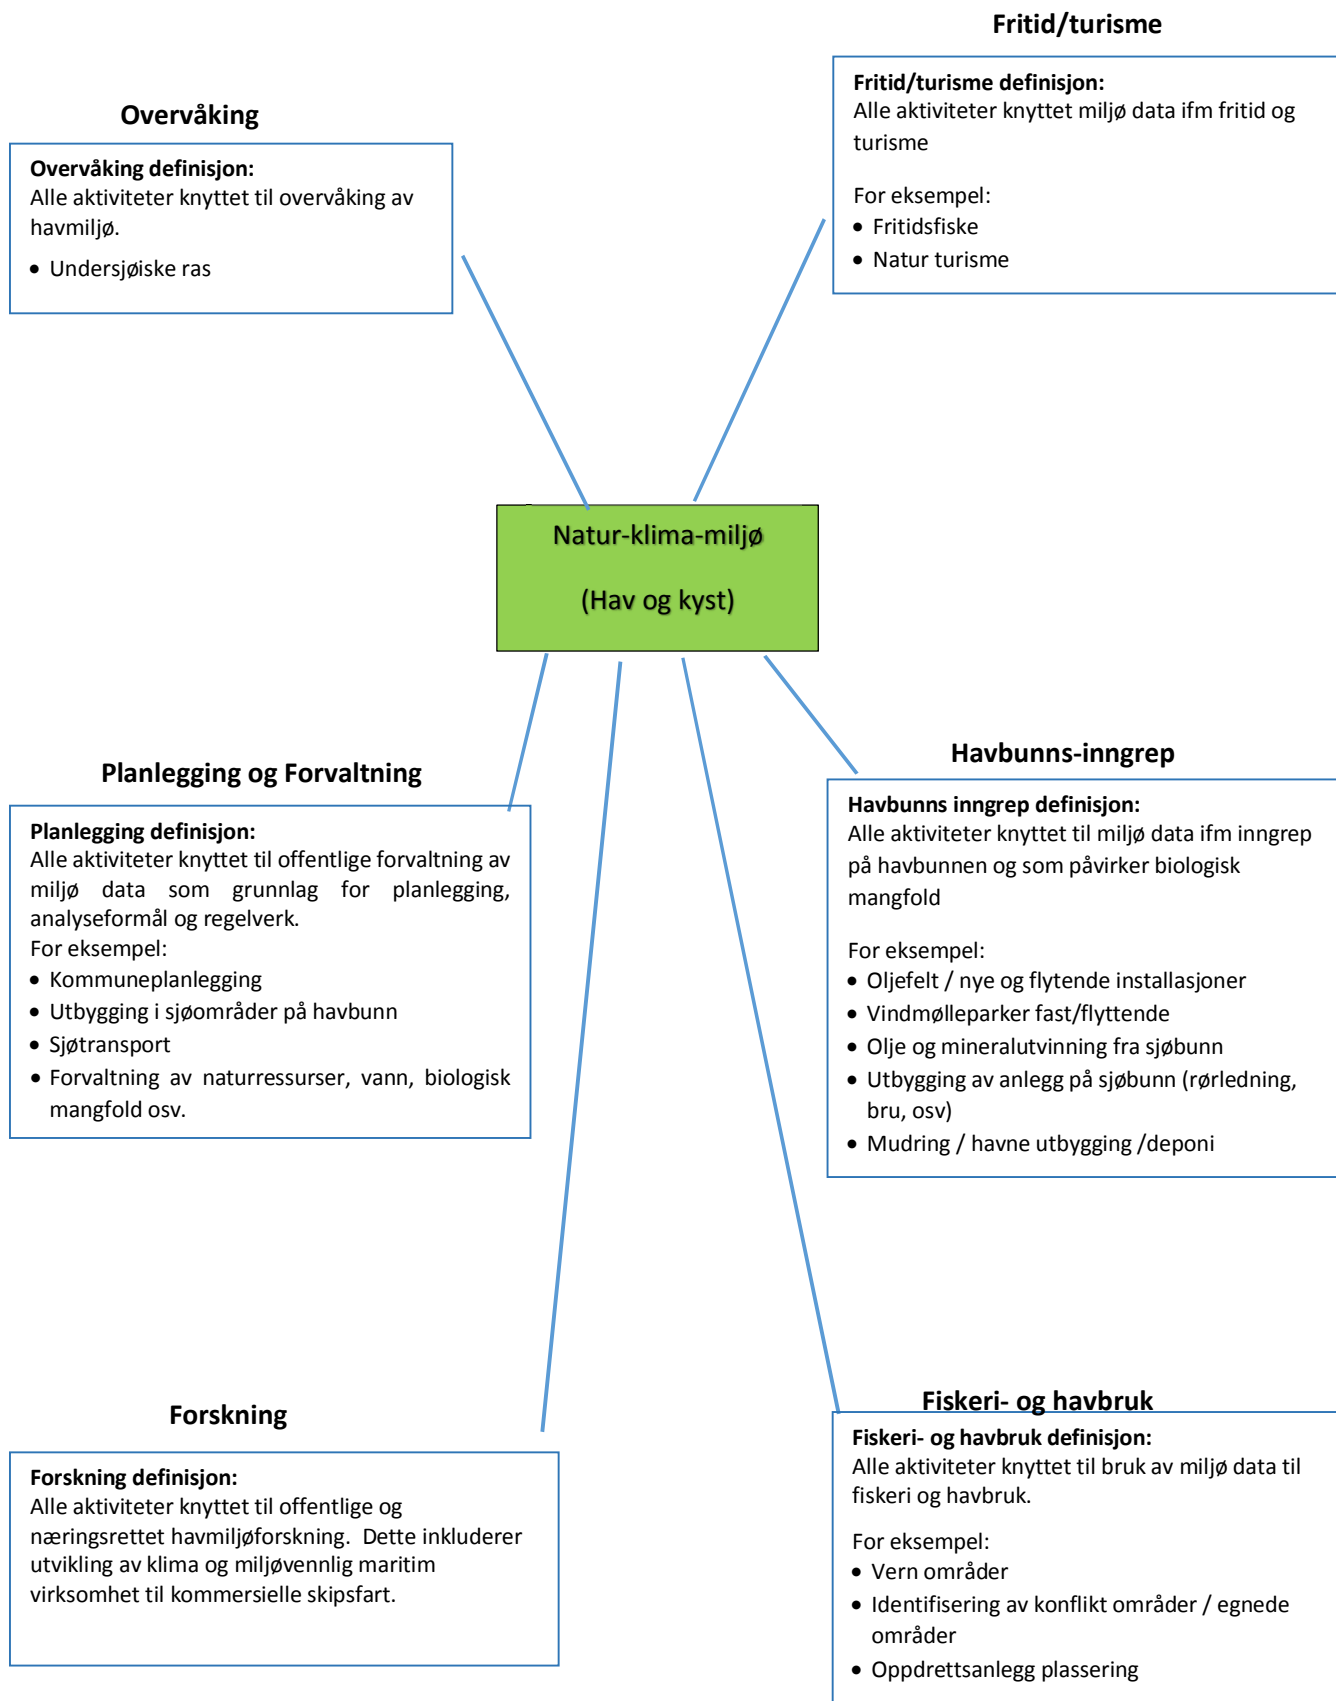 Fritid/turisme
Fritid/turisme definisjon:
Alle aktiviteter knyttet miljø data ifm fritid og
turisme
For eksempel:
• Fritidsfiske
• Natur turisme
Overvåking
Overvåking definisjon:
Alle aktiviteter knyttet til overvåking av
havmiljø.
• Undersjøiske ras
Natur-klima-miljø
(Hav og kyst)
Planlegging og Forvaltning
Planlegging definisjon:
Alle aktiviteter knyttet til offentlige forvaltning av
miljø data som grunnlag for planlegging,
analyseformål og regelverk.
For eksempel:
• Kommuneplanlegging
• Utbygging i sjøområder på havbunn
• Sjøtransport
• Forvaltning av naturressurser, vann, biologisk
mangfold osv.
Havbunns-inngrep
Havbunns inngrep definisjon:
Alle aktiviteter knyttet til miljø data ifm inngrep
på havbunnen og som påvirker biologisk
mangfold
For eksempel:
• Oljefelt / nye og flytende installasjoner
• Vindmølleparker fast/flyttende
• Olje og mineralutvinning fra sjøbunn
• Utbygging av anlegg på sjøbunn (rørledning,
bru, osv)
• Mudring / havne utbygging /deponi
Forskning
Forskning definisjon:
Alle aktiviteter knyttet til offentlige og
næringsrettet havmiljøforskning. Dette inkluderer
utvikling av klima og miljøvennlig maritim
virksomhet til kommersielle skipsfart.
Fiskeri- og havbruk
Fiskeri- og havbruk definisjon:
Alle aktiviteter knyttet til bruk av miljø data til
fiskeri og havbruk.
For eksempel:
• Vern områder
• Identifisering av konflikt områder / egnede
områder
• Oppdrettsanlegg plassering